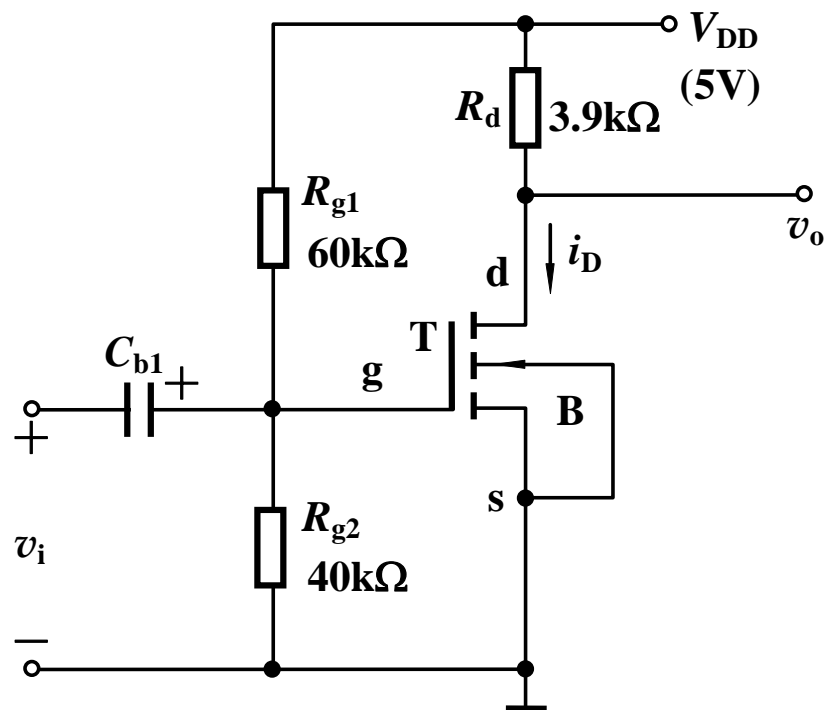 V_DD
(5V)
R_d 3.9kΩ
R_g1
60kΩ
v_o
i_D
d
T
C_b1
+
g
B
+
s
R_g2
v_i
40kΩ
−